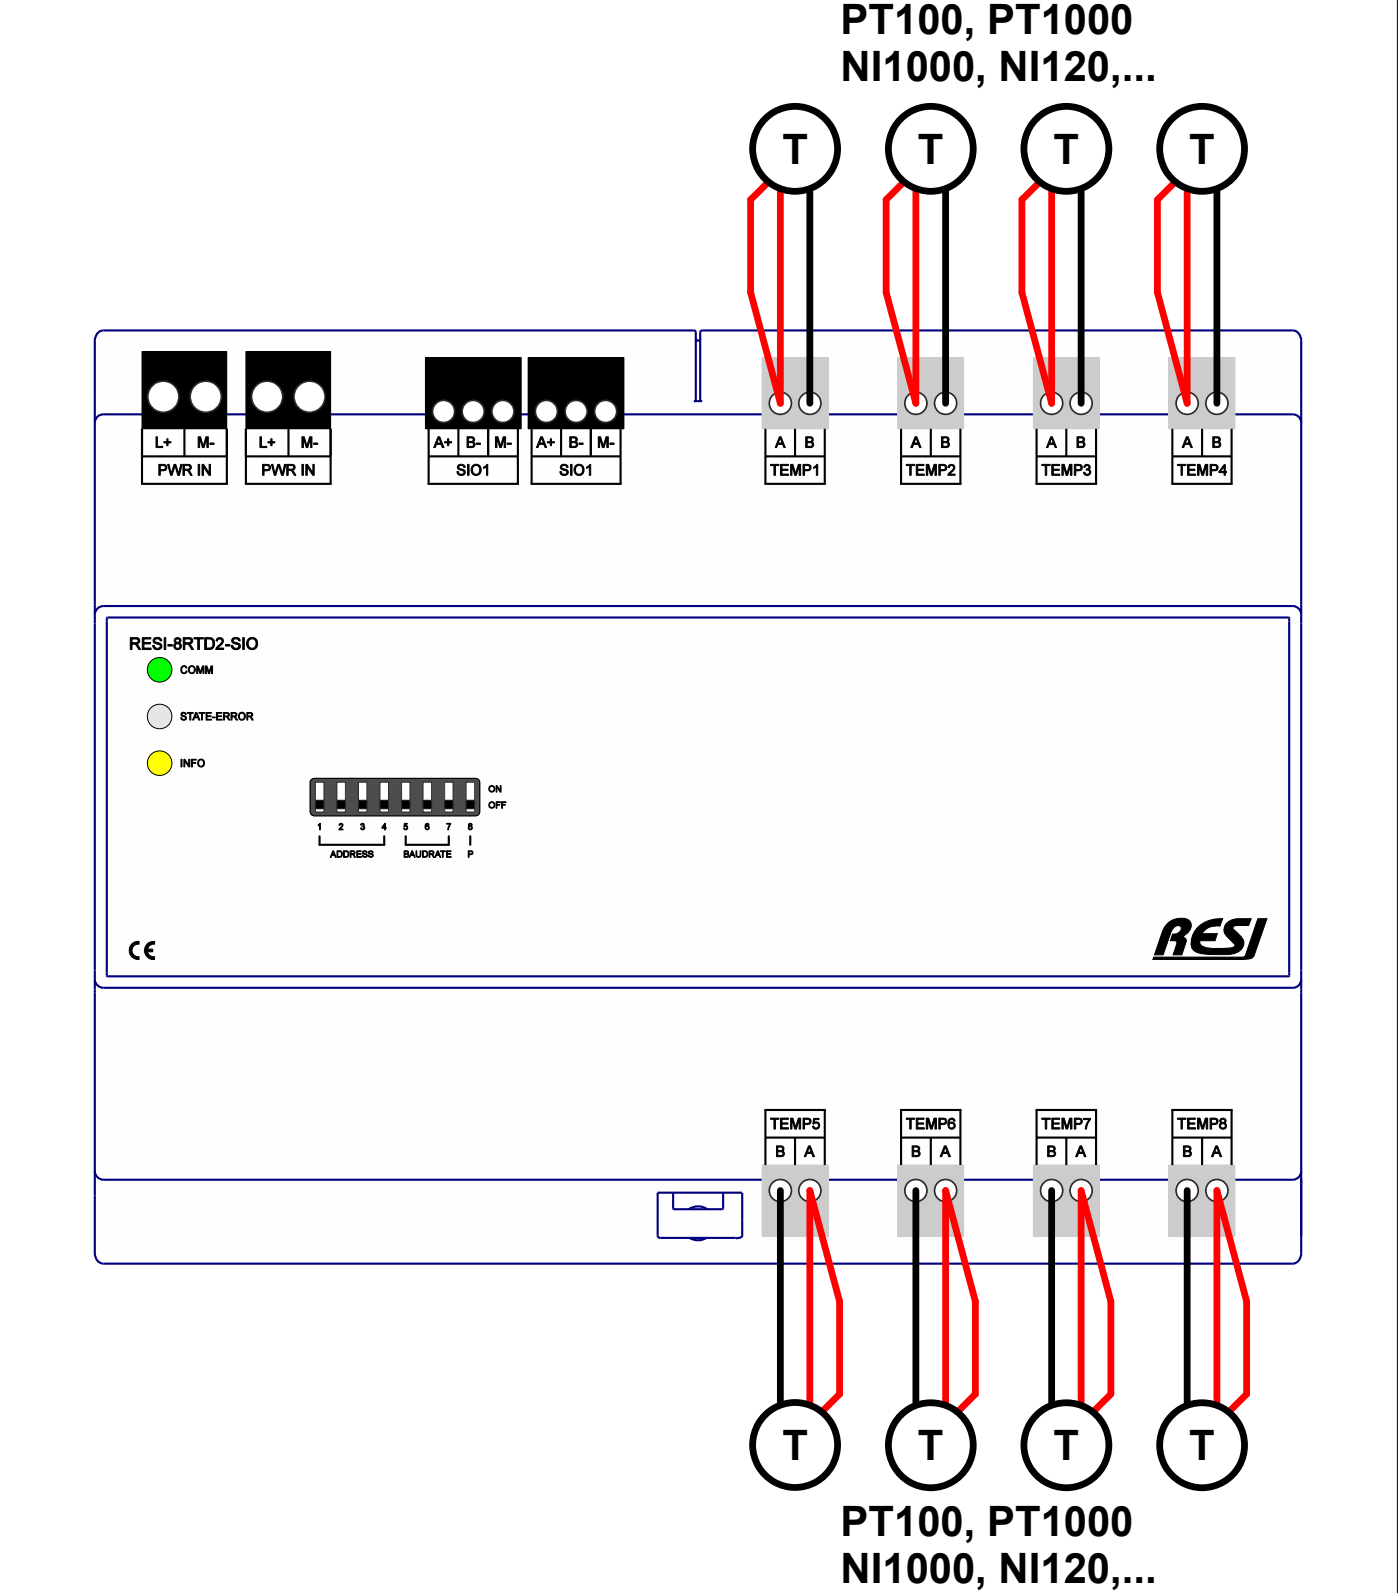 PT100, PT1000
NI1000, NI120,...
T T T T
L+ M- L+ M- A+ B- M- A+ B- M- A B A B A B A B
PWR IN PWR IN SIO1 SIO1 TEMP1 TEMP2 TEMP3 TEMP4
RESI-8RTD2-SIO
COMM
STATE-ERROR
INFO
ON
OFF
1 2 3 4 5 6 7 8
ADDRESS BAUDRATE P
CE
RESI
TEMP5 TEMP6 TEMP7 TEMP8
B A B A B A B A
T T T T
PT100, PT1000
NI1000, NI120,...